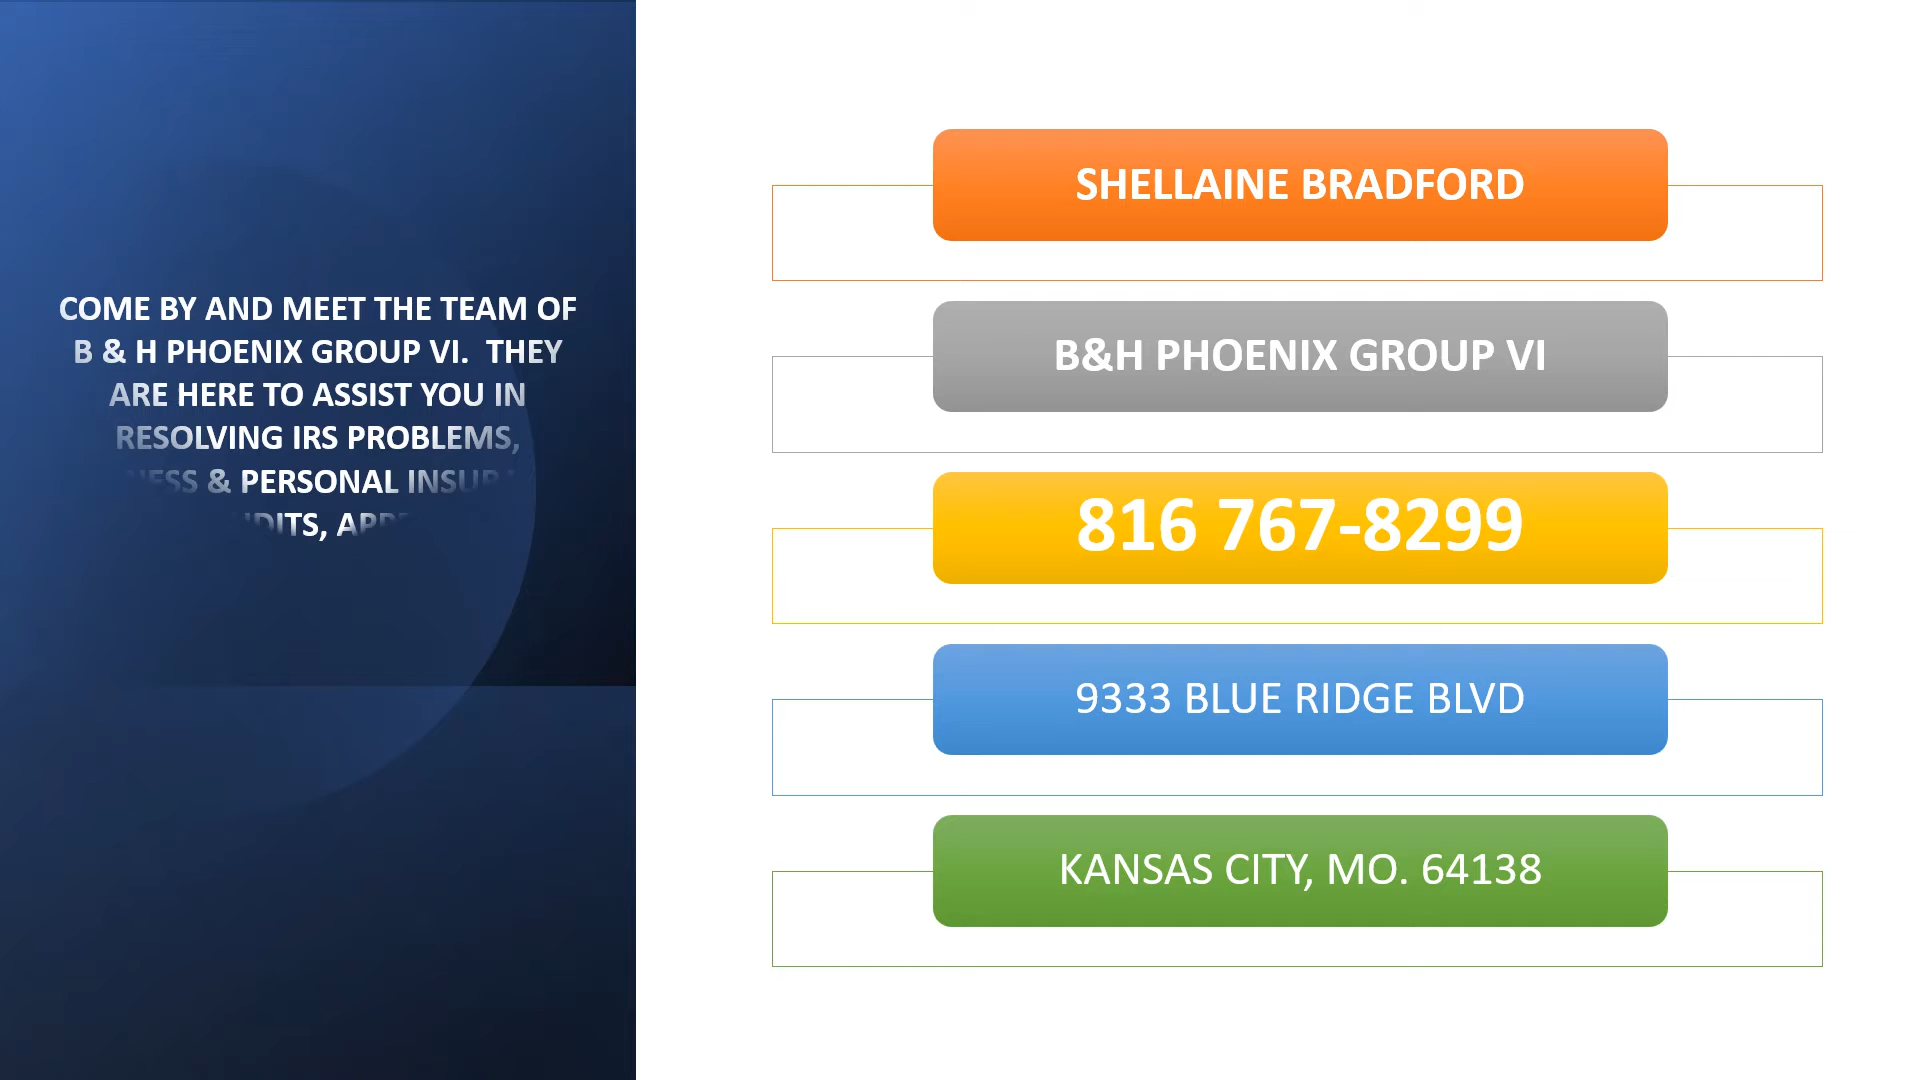 COME BY AND MEET THE TEAM OF
B & H PHOENIX GROUP VI.  THEY
ARE HERE TO ASSIST YOU IN
RESOLVING IRS PROBLEMS,
& PERSONAL
SHELLAINE BRADFORD
B&H PHOENIX GROUP VI
816 767-8299
9333 BLUE RIDGE BLVD
KANSAS CITY, MO. 64138